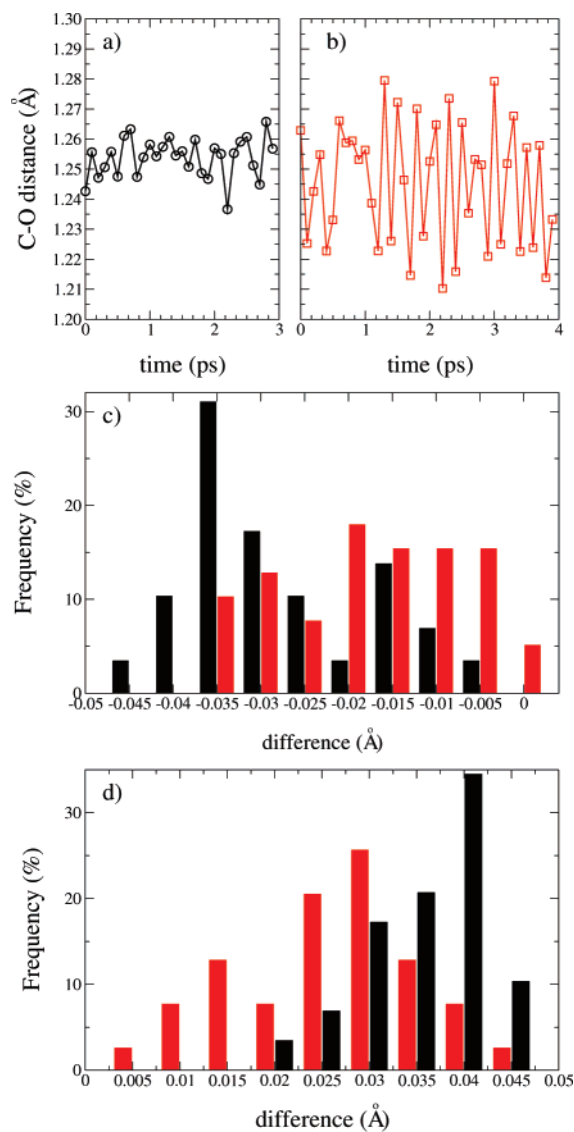 a)
b)
C-O distance (Å)
1.30
1.29
1.28
1.27
1.26
1.25
1.24
1.23
1.22
1.21
1.20
0 1 2 3
0 1 2 3 4
time (ps)
time (ps)
c)
Frequency (%)
30
20
10
0
-0.05 -0.045 -0.04 -0.035 -0.03 -0.025 -0.02 -0.015 -0.01 -0.005 0
difference (Å)
d)
Frequency (%)
30
20
10
0
0 0.005 0.01 0.015 0.02 0.025 0.03 0.035 0.04 0.045 0.05
difference (Å)